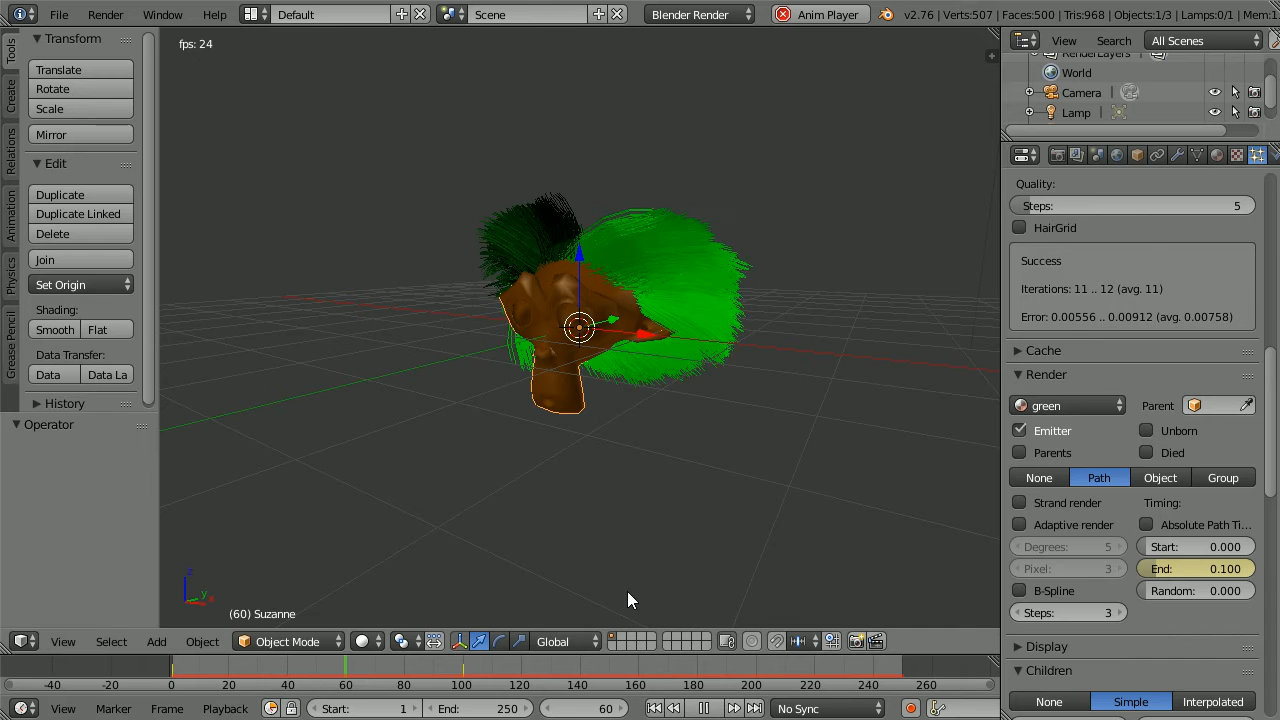 File Render Window Help Default Scene Blender Render Anim Player v2.76 | Verts:507 | Faces:500 | Tris:968 | Objects:1/3 | Lamps:0/1 | Mem:1
Tools
Create
Relations
Animation
Physics
Grease Pencil
Transform
Translate
Rotate
Scale
Mirror
Edit
Duplicate
Duplicate Linked
Delete
Join
Set Origin
Shading:
Smooth Flat
Data Transfer:
Data Data La
History
Operator
fps: 24
z
y
x
(60) Suzanne
View Select Add Object Object Mode Global
-40 -20 0 20 40 60 80 100 120 140 160 180 200 220 240 260
View Marker Frame Playback Start: 1 End: 250 60 No Sync
View Search All Scenes
RenderLayers
World
Camera
Lamp
Quality:
Steps: 5
HairGrid
Success
Iterations: 11 .. 12 (avg. 11)
Error: 0.00556 .. 0.00912 (avg. 0.00758)
Cache
Render
green Parent
Emitter Unborn
Parents Died
None Path Object Group
Strand render Timing:
Adaptive render Absolute Path Ti...
Degrees: 5 Start: 0.000
Pixel: 3 End: 0.100
B-Spline Random: 0.000
Steps: 3
Display
Children
None Simple Interpolated